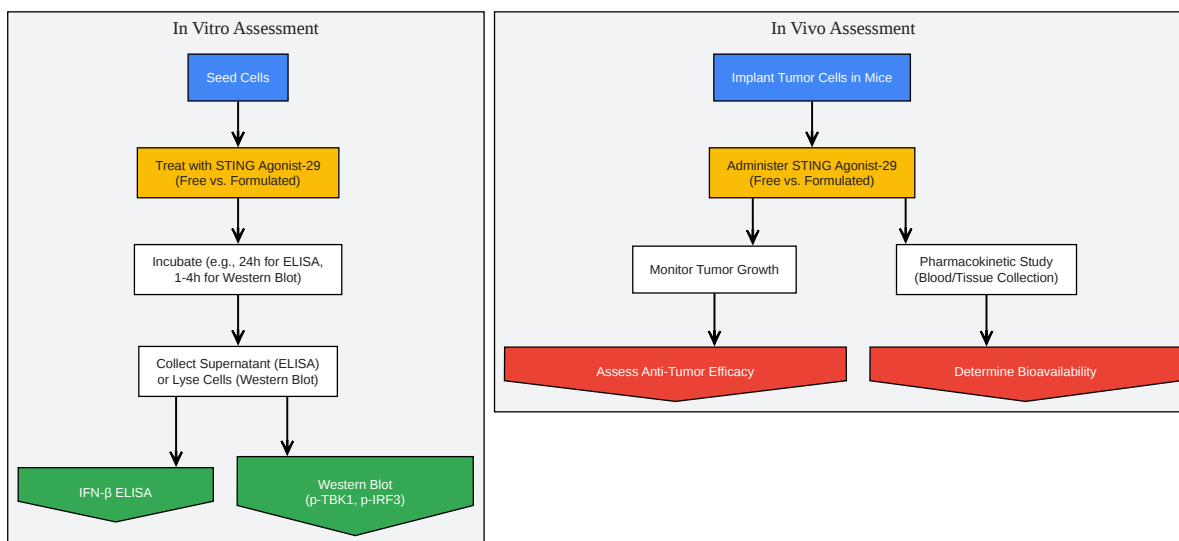 In Vitro Assessment
Seed Cells
Treat with STING Agonist-29
(Free vs. Formulated)
Incubate (e.g., 24h for ELISA,
1-4h for Western Blot)
Collect Supernatant (ELISA)
or Lyse Cells (Western Blot)
IFN-β ELISA
Western Blot
(p-TBK1, p-IRF3)
In Vivo Assessment
Implant Tumor Cells in Mice
Administer STING Agonist-29
(Free vs. Formulated)
Monitor Tumor Growth
Pharmacokinetic Study
(Blood/Tissue Collection)
Assess Anti-Tumor Efficacy
Determine Bioavailability